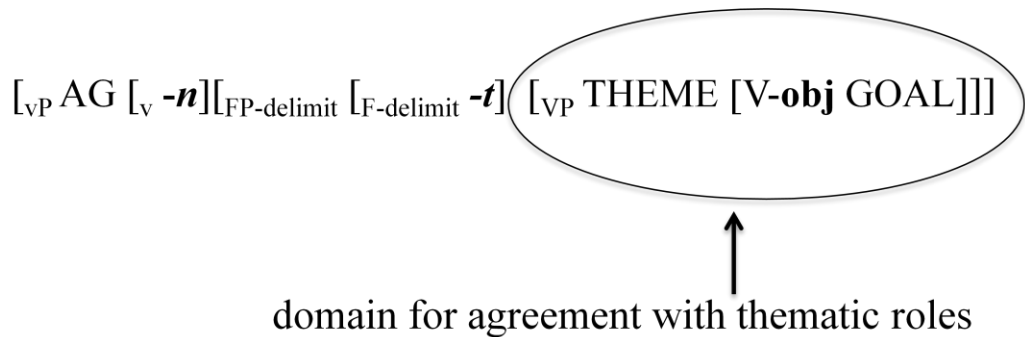 [vP AG [v -n][FP-delimit [F-delimit -t] [VP THEME [V-obj GOAL]]]
domain for agreement with thematic roles